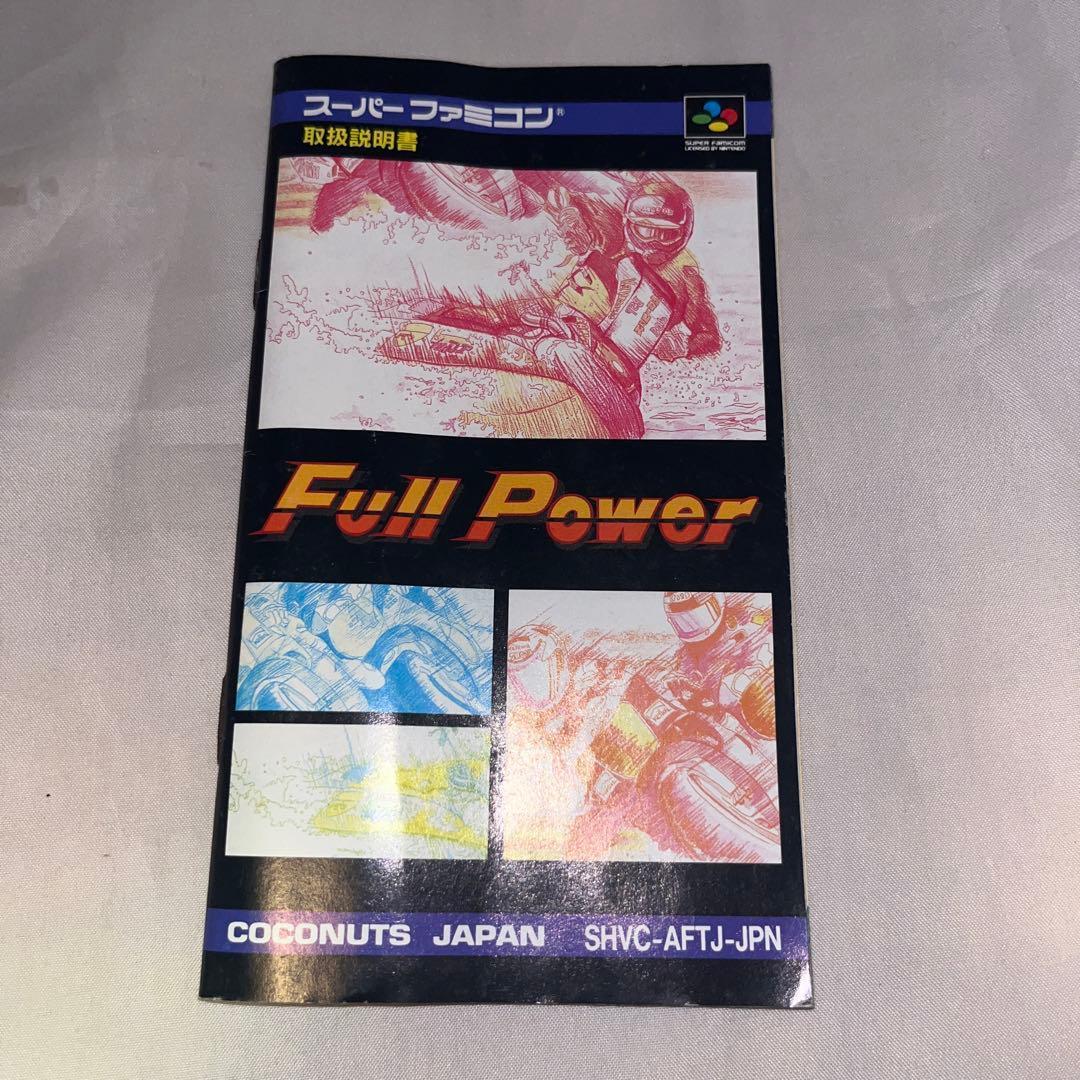 スーパーファミコン®
取扱説明書
SUPER FAMICOM
LICENSED BY NINTENDO
Full Power
COCONUTS JAPAN SHVC-AFTJ-JPN